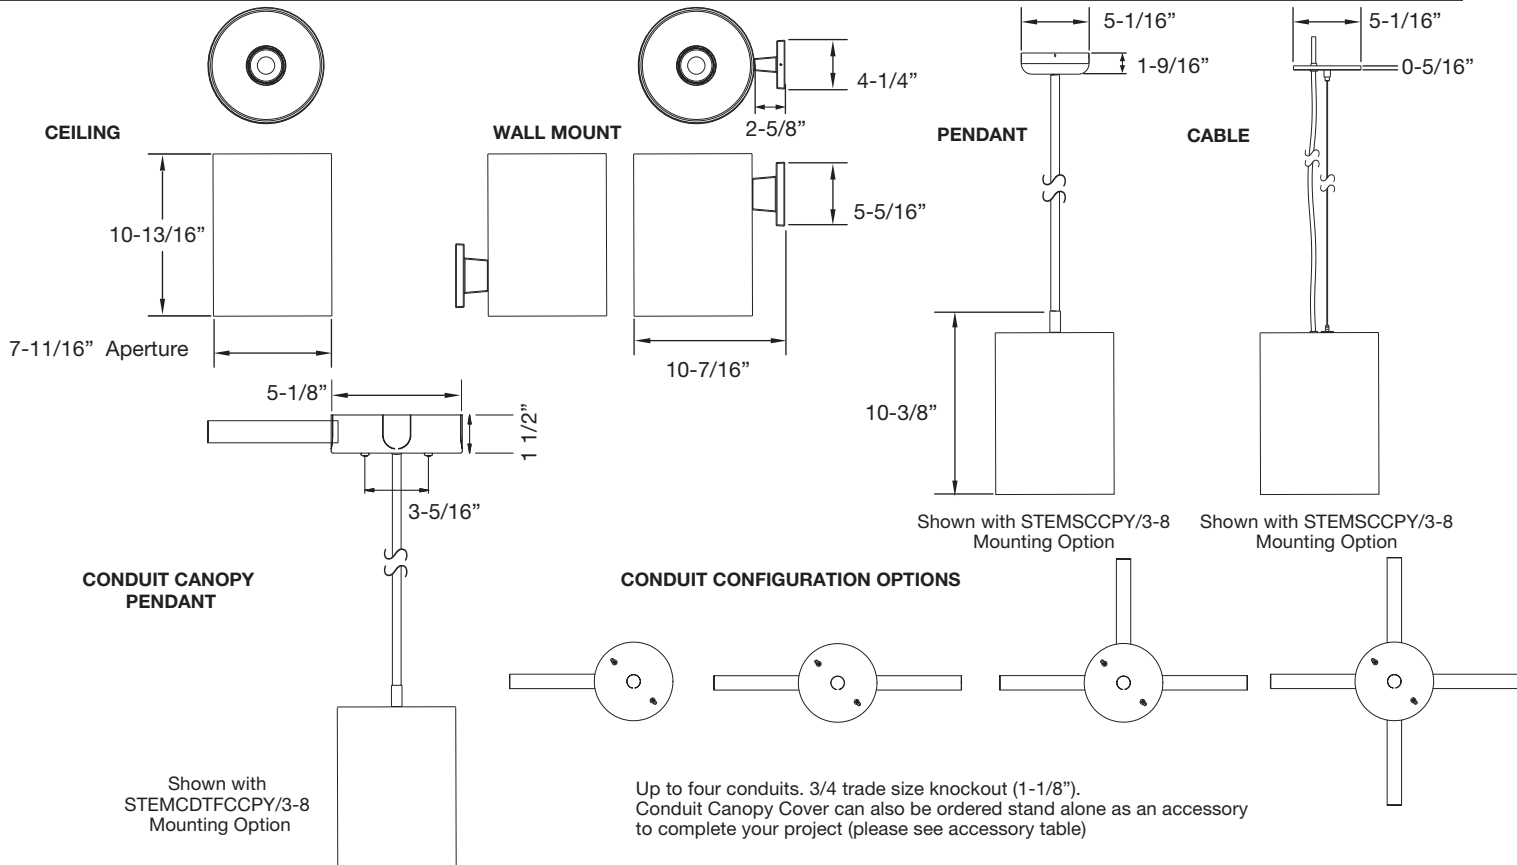 CEILING
10-13/16”
7-11/16” Aperture
WALL MOUNT
4-1/4”
2-5/8”
5-5/16”
10-7/16”
PENDANT
5-1/16”
1-9/16”
10-3/8”
Shown with STEMSCCPY/3-8
Mounting Option
CABLE
5-1/16”
0-5/16”
Shown with STEMSCCPY/3-8
Mounting Option
5-1/8”
1 1/2”
3-5/16”
CONDUIT CANOPY
PENDANT
Shown with
STEMCDTFCCPY/3-8
Mounting Option
CONDUIT CONFIGURATION OPTIONS
Up to four conduits. 3/4 trade size knockout (1-1/8”).
Conduit Canopy Cover can also be ordered stand alone as an accessory
to complete your project (please see accessory table)